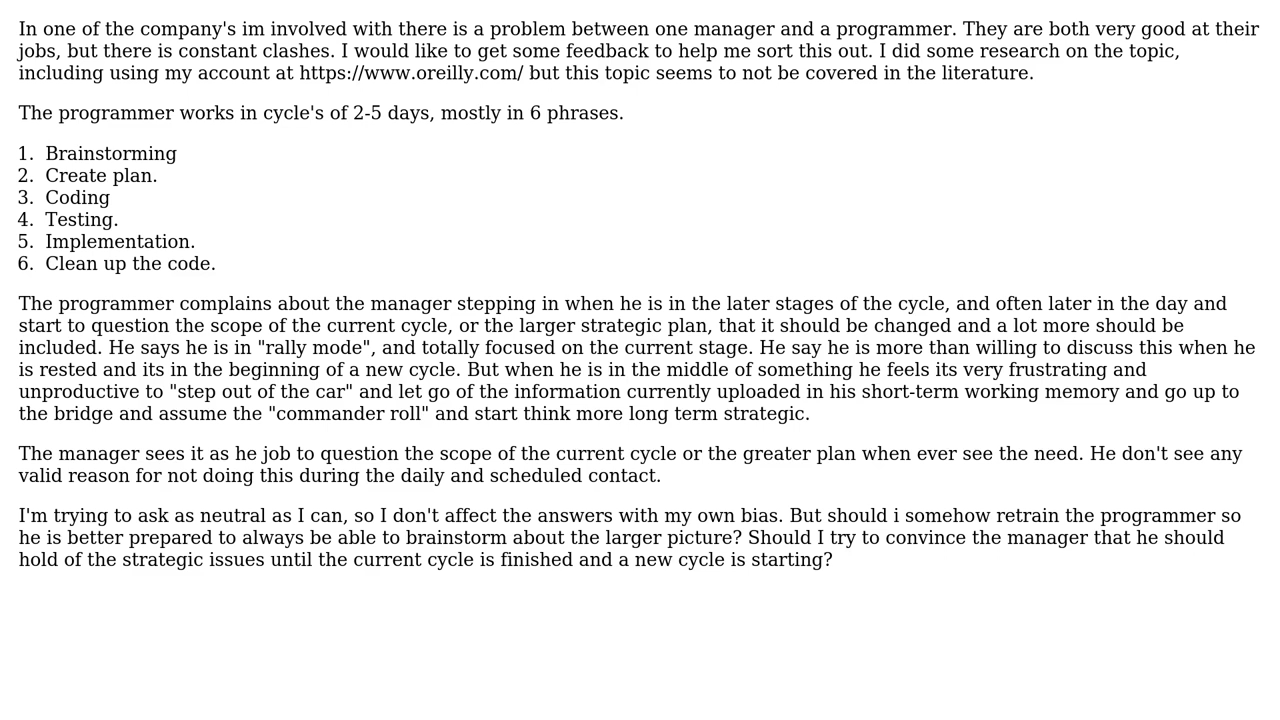 In one of the company's im involved with there is a problem between one manager and a programmer. They are both very good at their
jobs, but there is constant clashes. I would like to get some feedback to help me sort this out. I did some research on the topic,
including using my account at https://www.oreilly.com/ but this topic seems to not be covered in the literature.
The programmer works in cycle's of 2-5 days, mostly in 6 phrases.
1. Brainstorming
2. Create plan.
3. Coding
4. Testing.
5. Implementation.
6. Clean up the code.
The programmer complains about the manager stepping in when he is in the later stages of the cycle, and often later in the day and
start to question the scope of the current cycle, or the larger strategic plan, that it should be changed and a lot more should be
included. He says he is in "rally mode", and totally focused on the current stage. He say he is more than willing to discuss this when he
is rested and its in the beginning of a new cycle. But when he is in the middle of something he feels its very frustrating and
unproductive to "step out of the car" and let go of the information currently uploaded in his short-term working memory and go up to
the bridge and assume the "commander roll" and start think more long term strategic.
The manager sees it as he job to question the scope of the current cycle or the greater plan when ever see the need. He don't see any
valid reason for not doing this during the daily and scheduled contact.
I'm trying to ask as neutral as I can, so I don't affect the answers with my own bias. But should i somehow retrain the programmer so
he is better prepared to always be able to brainstorm about the larger picture? Should I try to convince the manager that he should
hold of the strategic issues until the current cycle is finished and a new cycle is starting?